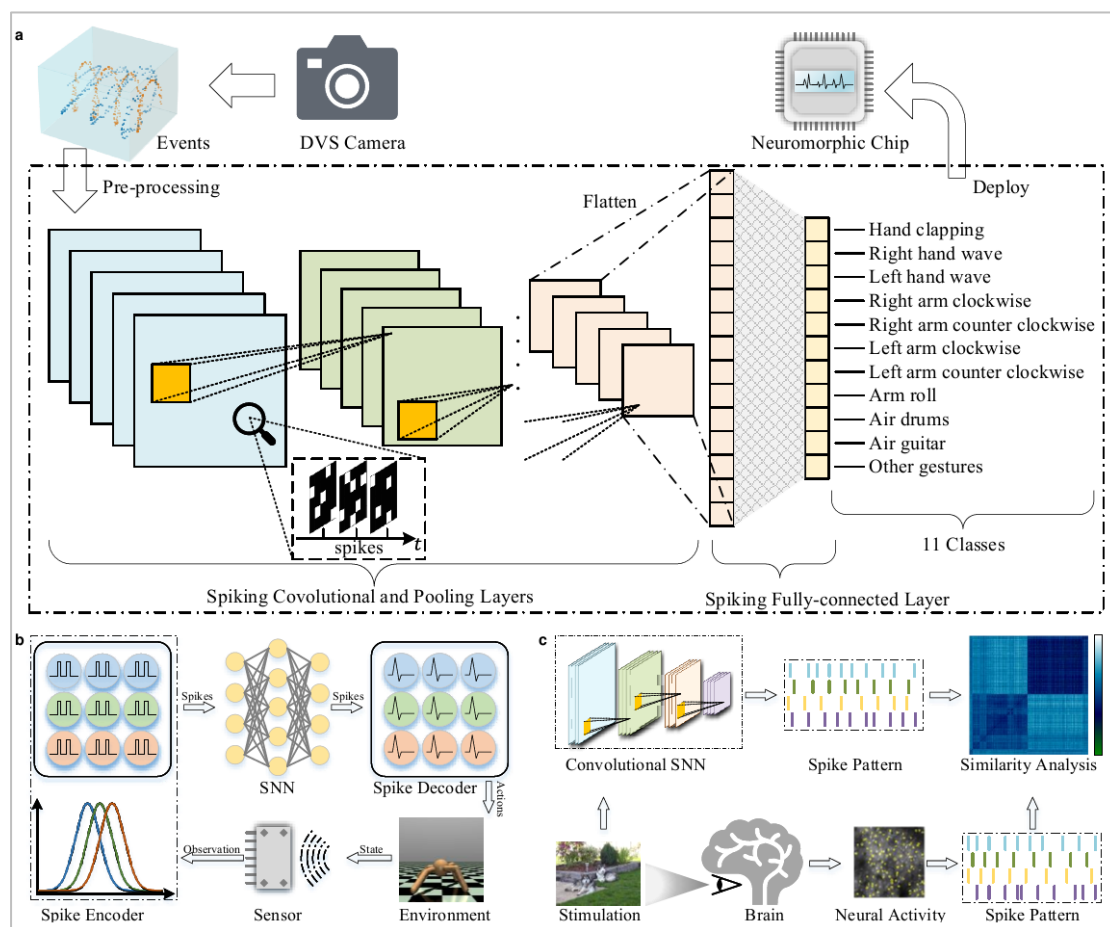 a
Events
DVS Camera
Neuromorphic Chip
Pre-processing
Deploy
Flatten
Hand clapping
Right hand wave
Left hand wave
Right arm clockwise
Right arm counter clockwise
Left arm clockwise
Left arm counter clockwise
Arm roll
Air drums
Air guitar
Other gestures
spikes
t
11 Classes
Spiking Covolutional and Pooling Layers
Spiking Fully-connected Layer
b
Spikes
Spikes
SNN
Spike Decoder
Actions
Observation
State
Spike Encoder
Sensor
Environment
c
Convolutional SNN
Spike Pattern
Similarity Analysis
Stimulation
Brain
Neural Activity
Spike Pattern